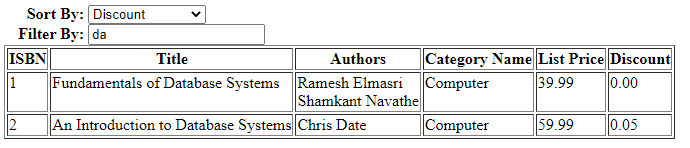 Sort By: Discount
Filter By: da
ISBN Title Authors Category Name List Price Discount
1 Fundamentals of Database Systems Ramesh Elmasri Computer 39.99 0.00
Shamkant Navathe
2 An Introduction to Database Systems Chris Date Computer 59.99 0.05